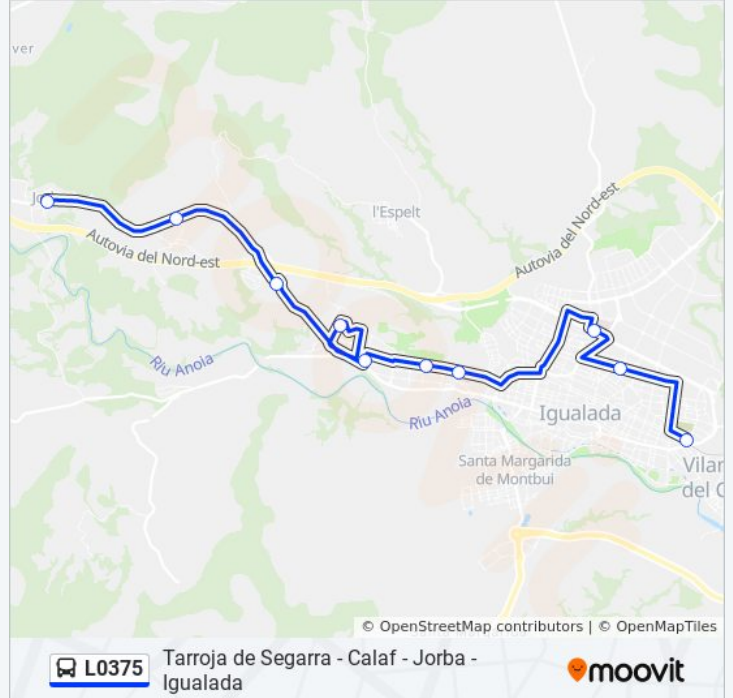 ver
Jorba
l'Espelt
Autovia del Nord-est
Autovia del Nord-est
Riu Anoia
Riu Anoia
Igualada
Santa Margarida
de Montbui
Vilan
del C
© OpenStreetMap contributors | © OpenMapTiles
L0375
Tarroja de Segarra - Calaf - Jorba -
Igualada
moovit